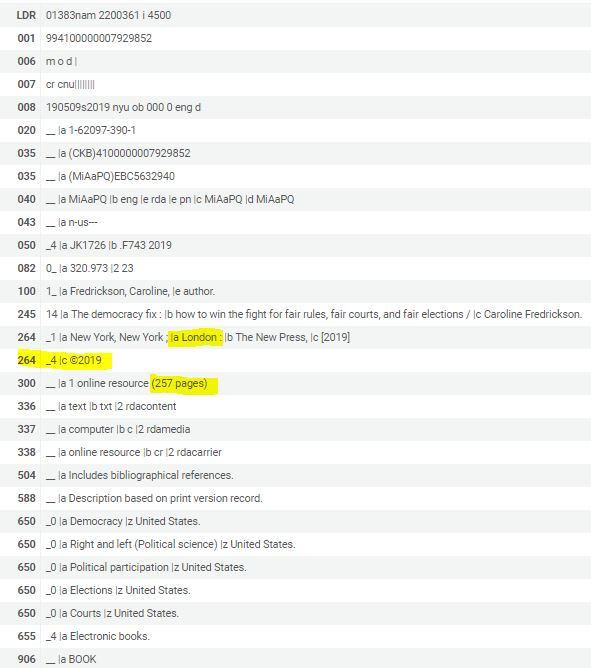 LDR 01383nam 2200361 i 4500
001 994100000007929852
006 m o d |
007 cr cnu||||||||
008 190509s2019 nyu ob 000 0 eng d
020 __ |a 1-62097-390-1
035 __ |a (CKB)4100000007929852
035 __ |a (MiAaPQ)EBC5632940
040 __ |a MiAaPQ |b eng |e rda |e pn |c MiAaPQ |d MiAaPQ
043 __ |a n-us---
050 _4 |a JK1726 |b .F743 2019
082 0_ |a 320.973 |2 23
100 1_ |a Fredrickson, Caroline, |e author.
245 14 |a The democracy fix : |b how to win the fight for fair rules, fair courts, and fair elections / |c Caroline Fredrickson.
264 _1 |a New York, New York ; |a London : |b The New Press, |c [2019]
264 _4 |c ©2019
300 __ |a 1 online resource (257 pages)
336 __ |a text |b txt |2 rdacontent
337 __ |a computer |b c |2 rdamedia
338 __ |a online resource |b cr |2 rdacarrier
504 __ |a Includes bibliographical references.
588 __ |a Description based on print version record.
650 _0 |a Democracy |z United States.
650 _0 |a Right and left (Political science) |z United States.
650 _0 |a Political participation |z United States.
650 _0 |a Elections |z United States.
650 _0 |a Courts |z United States.
655 _4 |a Electronic books.
906 __ |a BOOK